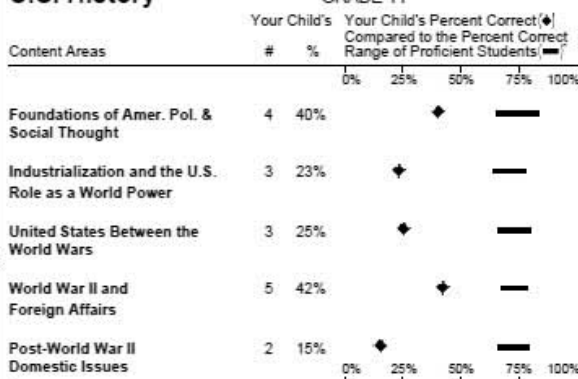 U.S. History GRADE 11
Your Child's Your Child's Percent Correct(◆)
Compared to the Percent Correct
Content Areas # % Range of Proficient Students(▬)
0% 25% 50% 75% 100%
Foundations of Amer. Pol. & 4 40%
Social Thought
Industrialization and the U.S. 3 23%
Role as a World Power
United States Between the 3 25%
World Wars
World War II and 5 42%
Foreign Affairs
Post-World War II 2 15%
Domestic Issues 0% 25% 50% 75% 100%